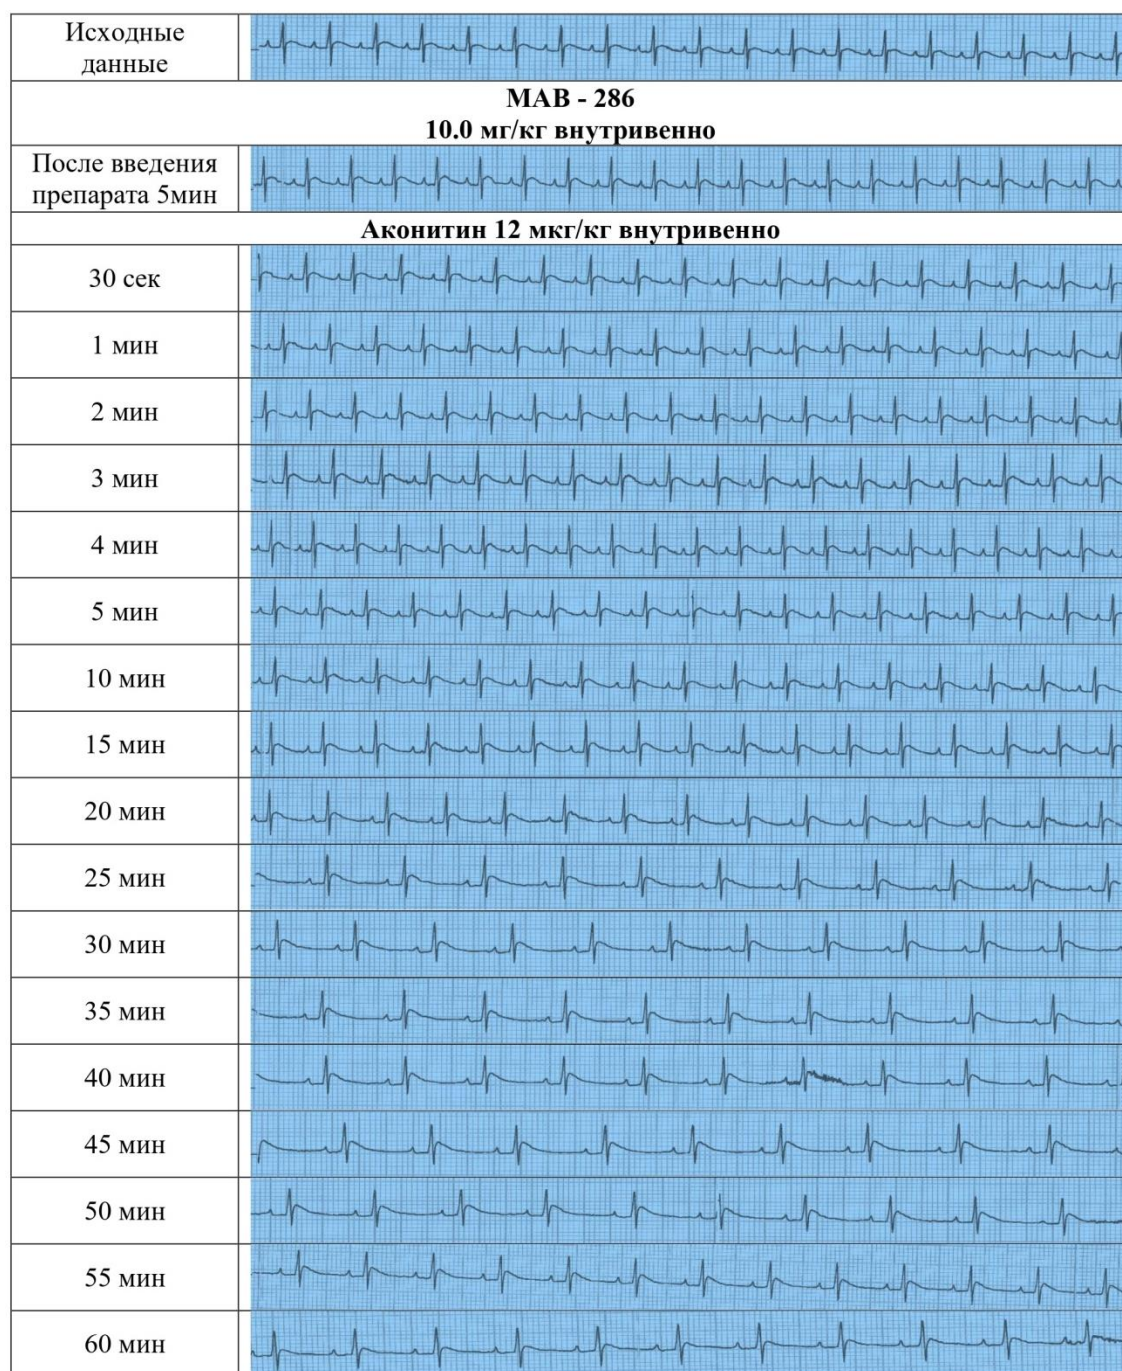 Исходные
данные
МАВ - 286
10.0 мг/кг внутривенно
После введения
препарата 5мин
Аконитин 12 мкг/кг внутривенно
30 сек
1 мин
2 мин
3 мин
4 мин
5 мин
10 мин
15 мин
20 мин
25 мин
30 мин
35 мин
40 мин
45 мин
50 мин
55 мин
60 мин